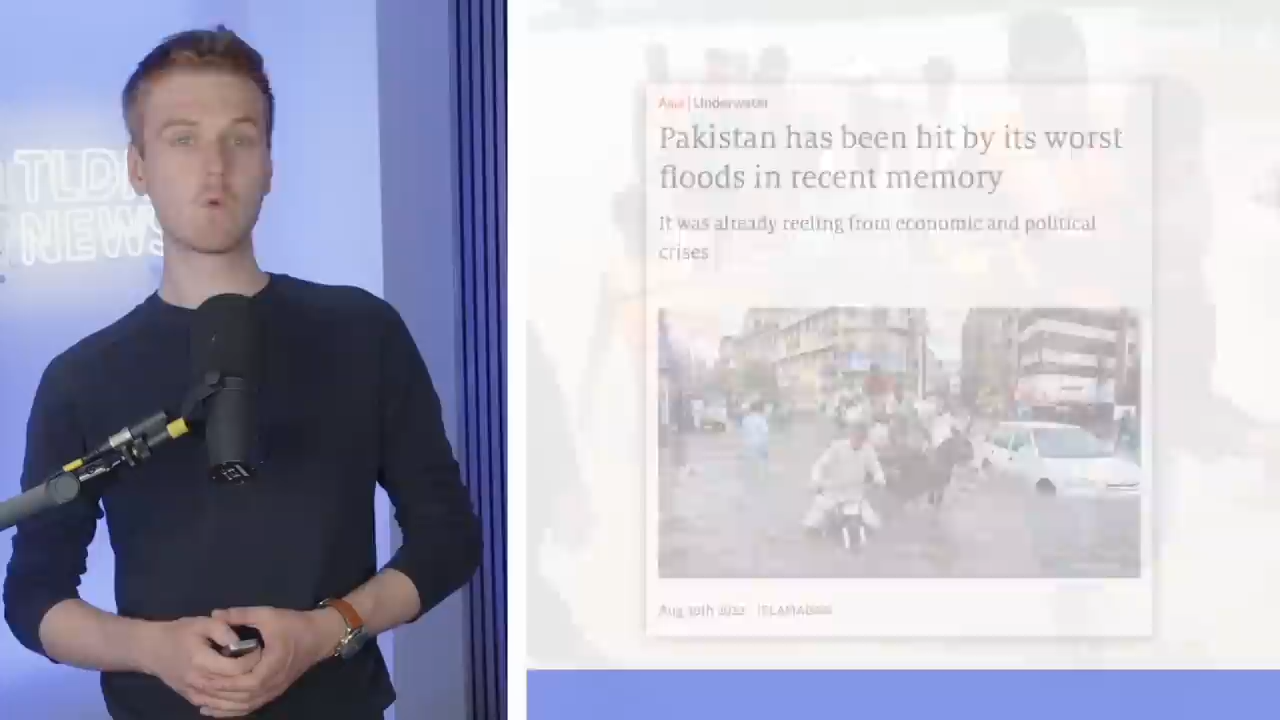 TLD
NEWS
Asia | Underwater
Pakistan has been hit by its worst
floods in recent memory
It was already reeling from economic and political
crises
Aug 30th 2022 ISLAMABAD